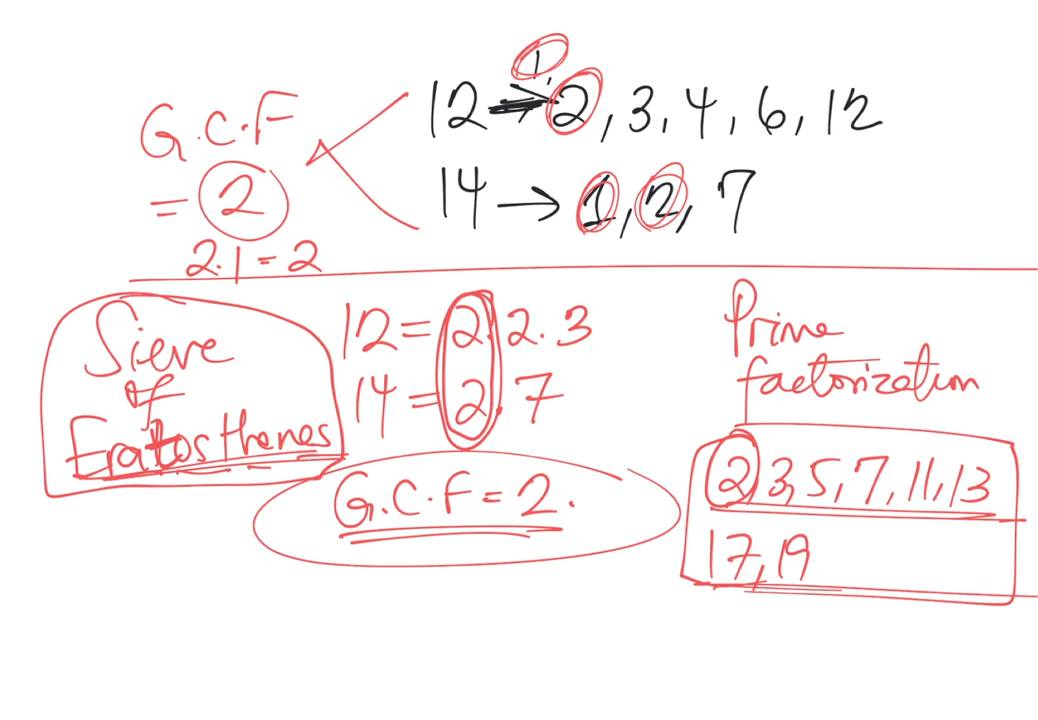 G.C.F
= 2
2.1 = 2
12 → 1, 2, 3, 4, 6, 12
14 → 1, 2, 7
Sieve
of
Eratosthenes
12 = 2.2.3
14 = 2.7
G.C.F = 2.
Prime
factorization
2, 3, 5, 7, 11, 13
17, 19